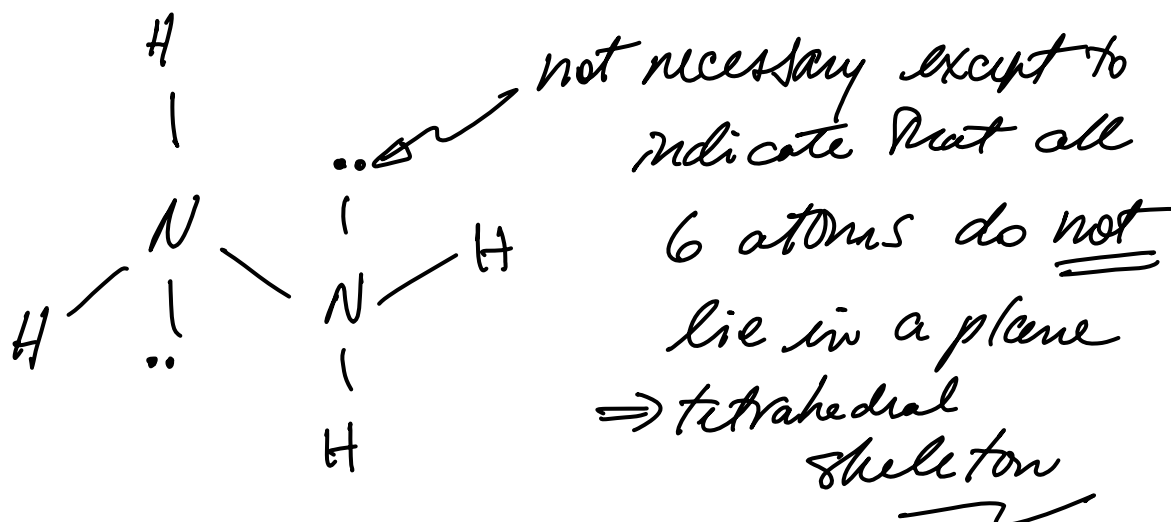 H
not necessary except to
indicate that all
N
H
6 atoms do not
N
H
lie in a plane
⇒ tetrahedral
H
skeleton